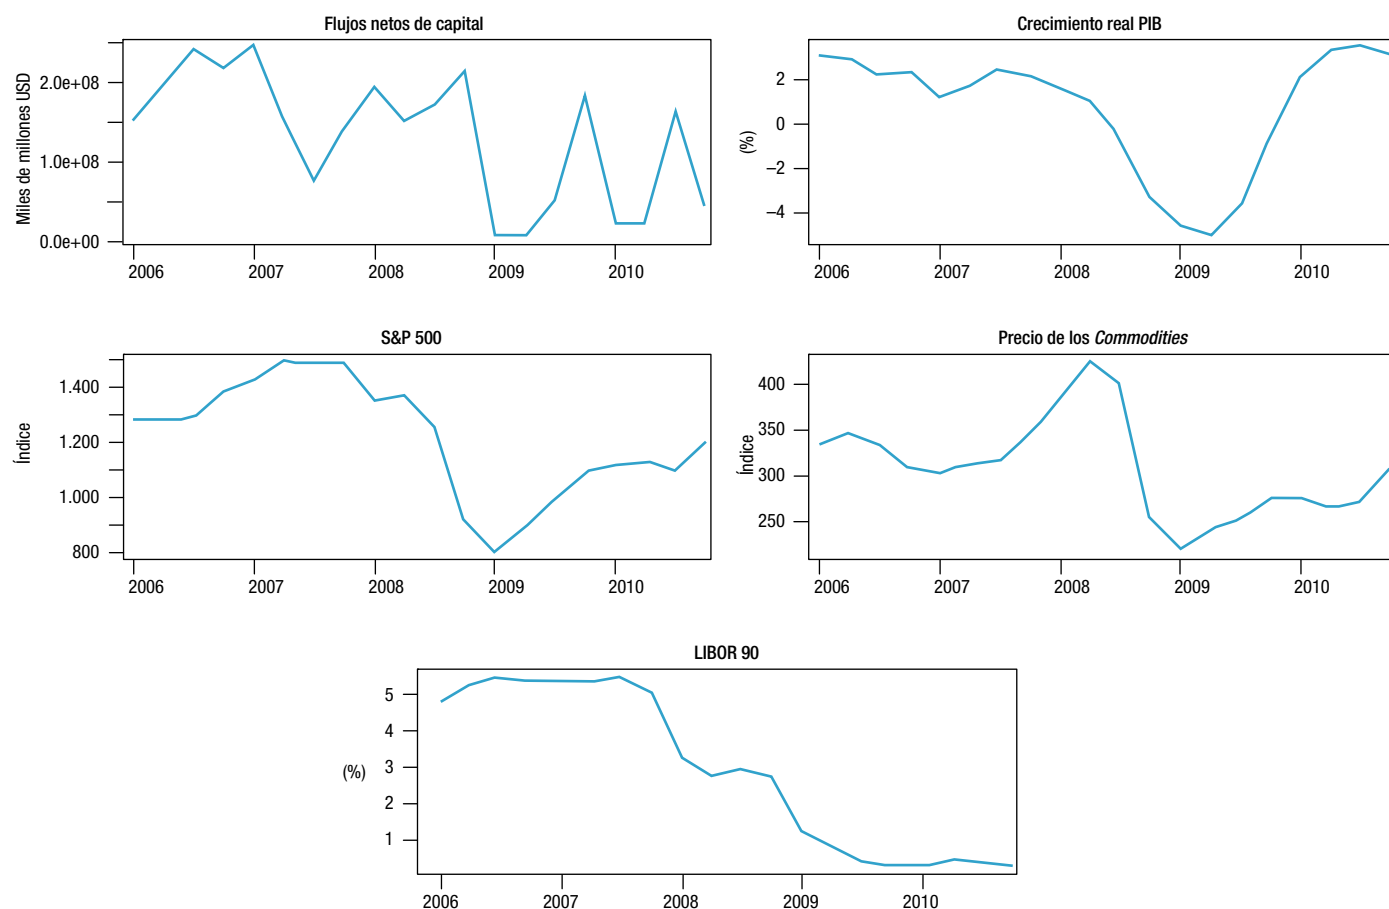 Flujos netos de capital
Miles de millones USD
2.0e+08
1.0e+08
0.0e+00
2006 2007 2008 2009 2010
Crecimiento real PIB
(%)
2
0
−2
−4
2006 2007 2008 2009 2010
S&P 500
Índice
1.400
1.200
1.000
800
2006 2007 2008 2009 2010
Precio de los Commodities
Índice
400
350
300
250
2006 2007 2008 2009 2010
LIBOR 90
(%)
5
4
3
2
1
2006 2007 2008 2009 2010